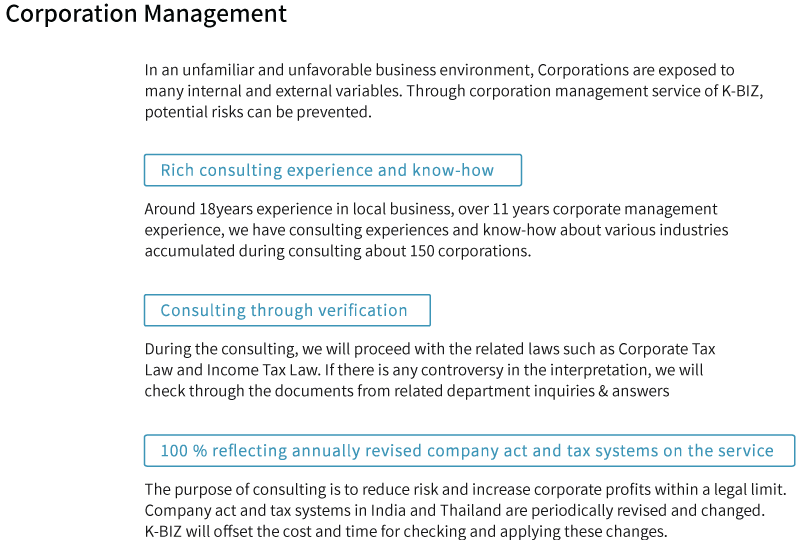 Corporation Management
In an unfamiliar and unfavorable business environment, Corporations are exposed to
many internal and external variables. Through corporation management service of K-BIZ,
potential risks can be prevented.
Rich consulting experience and know-how
Around 18years experience in local business, over 11 years corporate management
experience, we have consulting experiences and know-how about various industries
accumulated during consulting about 150 corporations.
Consulting through verification
During the consulting, we will proceed with the related laws such as Corporate Tax
Law and Income Tax Law. If there is any controversy in the interpretation, we will
check through the documents from related department inquiries & answers
100 % reflecting annually revised company act and tax systems on the service
The purpose of consulting is to reduce risk and increase corporate profits within a legal limit.
Company act and tax systems in India and Thailand are periodically revised and changed.
K-BIZ will offset the cost and time for checking and applying these changes.